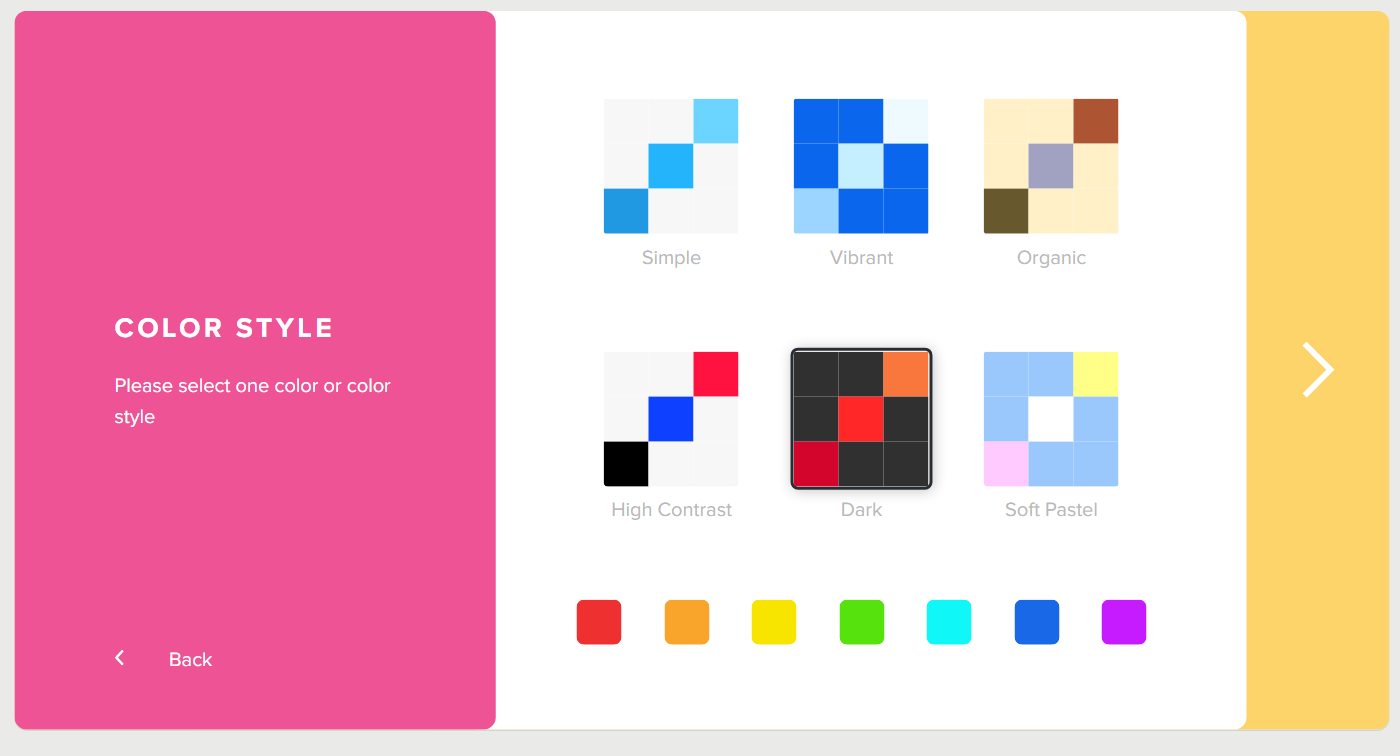 COLOR STYLE
Please select one color or color
style
Back
Simple
Vibrant
Organic
High Contrast
Dark
Soft Pastel